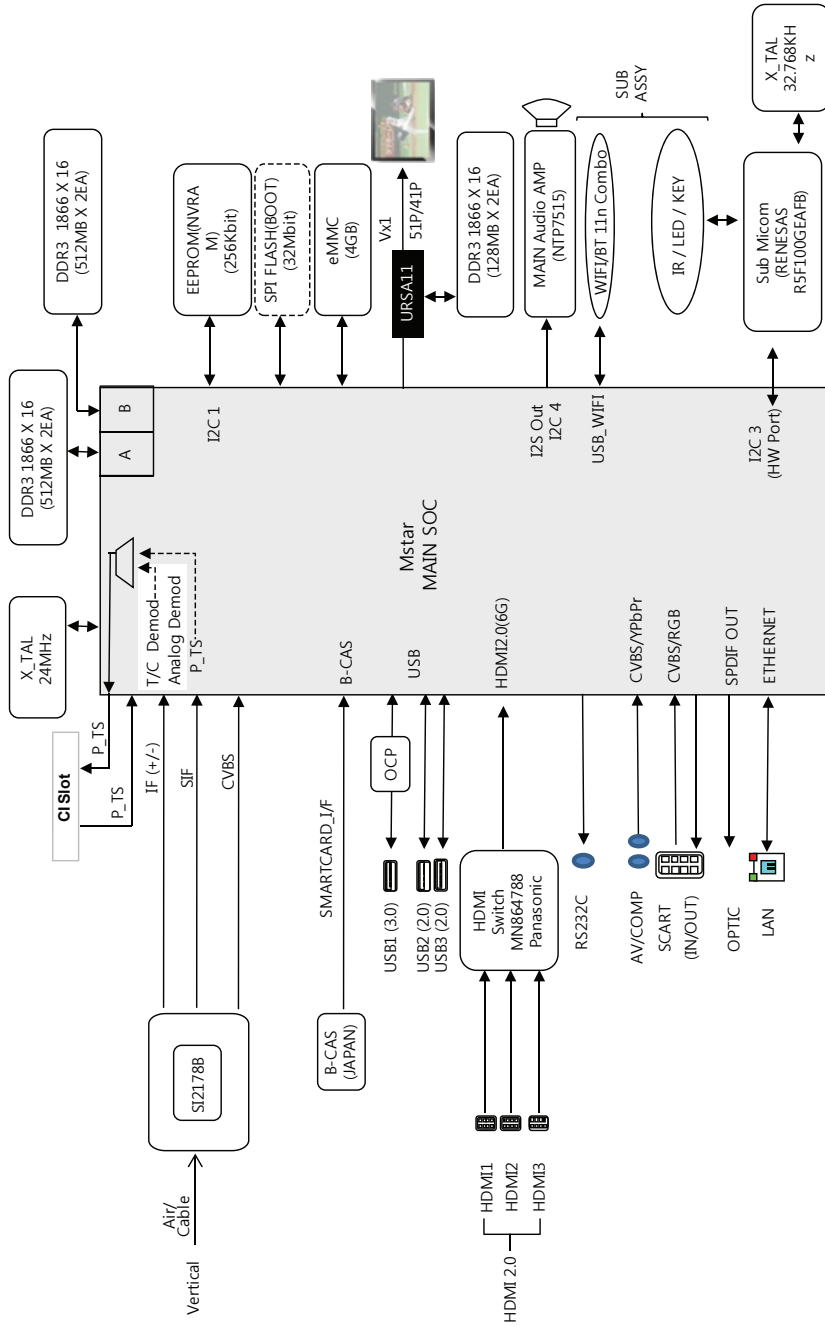 Vertical
Air/
Cable
SI2178B
IF (+/-)
SIF
CVBS
CI Slot
P_TS
P_TS
X_TAL
24MHz
DDR3 1866 X 16
(512MB X 2EA)
DDR3 1866 X 16
(512MB X 2EA)
A
B
T/C Demod
Analog Demod
P_TS
B-CAS
(JAPAN)
SMARTCARD_I/F
B-CAS
USB1 (3.0)
USB2 (2.0)
USB3 (2.0)
OCP
USB
HDMI 2.0
HDMI1
HDMI2
HDMI3
HDMI
Switch
MN864788
Panasonic
HDMI2.0(6G)
Mstar
MAIN SOC
RS232C
AV/COMP
CVBS/YPbPr
SCART
(IN/OUT)
CVBS/RGB
OPTIC
SPDIF OUT
LAN
ETHERNET
I2C 1
EEPROM(NVRA
M)
(256Kbit)
SPI FLASH(BOOT)
(32Mbit)
eMMC
(4GB)
URSA11
Vx1
51P/41P
DDR3 1866 X 16
(128MB X 2EA)
I2S Out
I2C 4
MAIN Audio AMP
(NTP7515)
USB_WIFI
WIFI/BT 11n Combo
SUB
ASSY
IR / LED / KEY
I2C 3
(HW Port)
Sub Micom
(RENESAS
R5F100GEAFB)
X_TAL
32.768KH
z